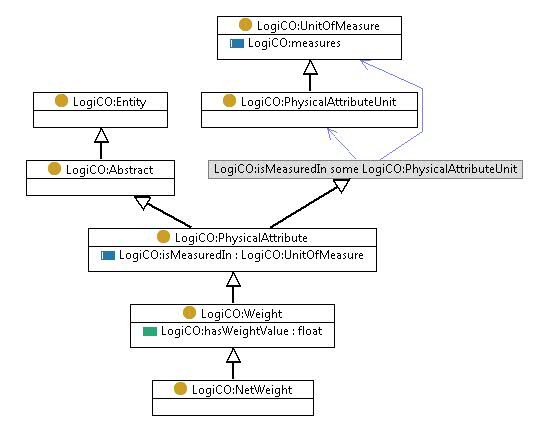 LogiCO:UnitOfMeasure
LogiCO:measures
LogiCO:Entity
LogiCO:PhysicalAttributeUnit
LogiCO:Abstract
LogiCO:isMeasuredIn some LogiCO:PhysicalAttributeUnit
LogiCO:PhysicalAttribute
LogiCO:isMeasuredIn : LogiCO:UnitOfMeasure
LogiCO:Weight
LogiCO:hasWeightValue : float
LogiCO:NetWeight